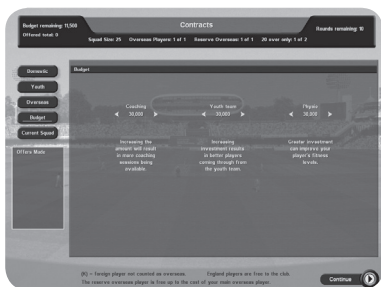 Contracts
Budget remaining: 11,500
Offered total: 0
Rounds remaining: 10
Squad Size: 25 Overseas Players: 1 of 1 Reserve Overseas: 1 of 1 20 over only: 1 of 2
Domestic
Youth
Overseas
Budget
Current Squad
Offers Made
Budget
Coaching
30,000
Increasing the
amount will result
in more coaching
sessions being
available.
Youth team
30,000
Increasing
investment results
in better players
coming through from
the youth team.
Physio
30,000
Greater investment
can improve your
player's fitness
levels.
(K) = Foreign player not counted as overseas. England players are free to the club.
The reserve overseas player is free up to the cost of your main overseas player.
Continue